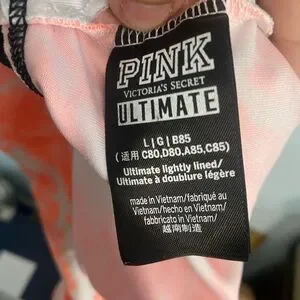 PINK
VICTORIA'S SECRET
ULTIMATE
L|G|B85
(适用 C80,D80,A85,C85)
Ultimate lightly lined/
Ultimate à doublure légère
made in Vietnam/fabriqué au
Vietnam/hecho en Vietnam/
fabbricato in Vietnam/
越南制造